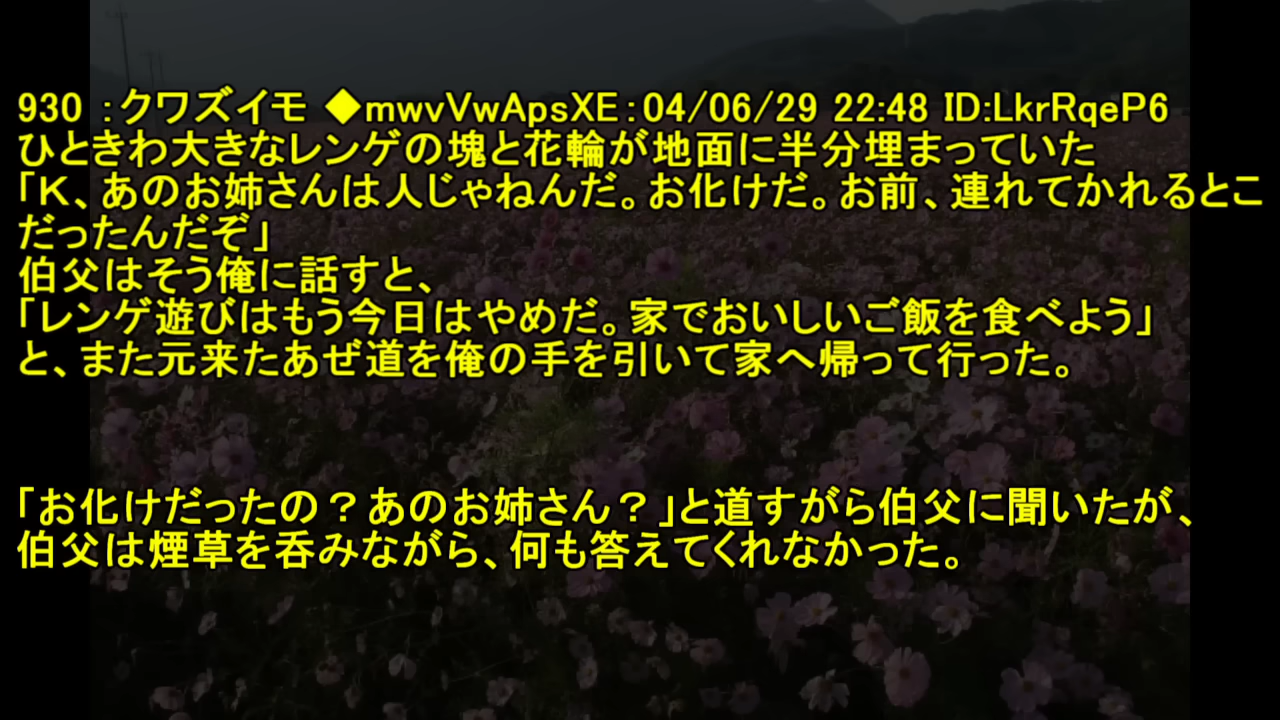 930 ：クワズイモ ◆mwvVwApsXE：04/06/29 22:48 ID:LkrRqeP6
ひときわ大きなレンゲの塊と花輪が地面に半分埋まっていた
「Ｋ、あのお姉さんは人じゃねんだ。お化けだ。お前、連れてかれるとこ
だったんだぞ」
伯父はそう俺に話すと、
「レンゲ遊びはもう今日はやめだ。家でおいしいご飯を食べよう」
と、また元来たあぜ道を俺の手を引いて家へ帰って行った。
「お化けだったの？あのお姉さん？」と道すがら伯父に聞いたが、
伯父は煙草を呑みながら、何も答えてくれなかった。